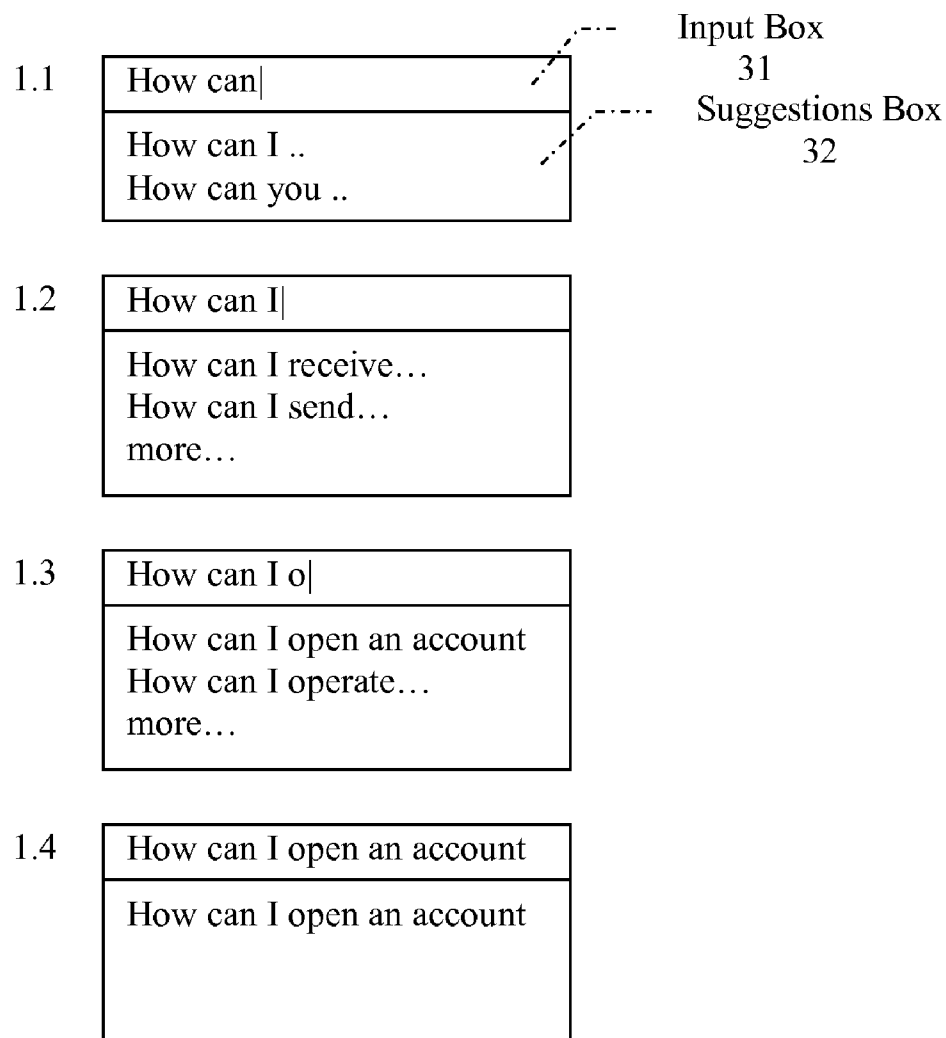 Input Box
31
1.1 How can|
Suggestions Box
32
How can I ..
How can you ..
1.2 How can I|
How can I receive…
How can I send…
more…
1.3 How can I o|
How can I open an account
How can I operate…
more…
1.4 How can I open an account
How can I open an account